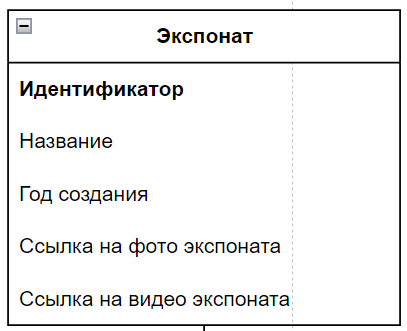 Экспонат
Идентификатор
Название
Год создания
Ссылка на фото экспоната
Ссылка на видео экспоната